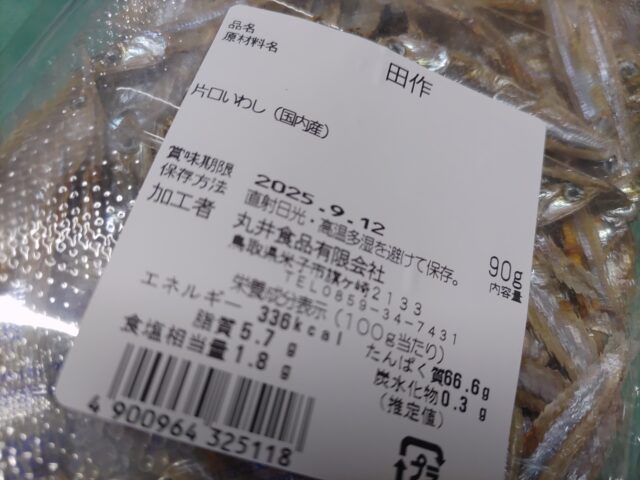 品名
田作
原材料名
片口いわし（国内産）
賞味期限 2025.-9.12
保存方法 直射日光・高温多湿を避けて保存。
加工者 丸井食品有限会社
鳥取県米子市旗ヶ崎2133
TEL0859-34-7431
90g
内容量
栄養成分表示（100g当たり）
エネルギー 336kcal たんぱく質66.6g
脂質5.7g 炭水化物0.3g
食塩相当量1.8g （推定値）
4 900964 325118
プラ